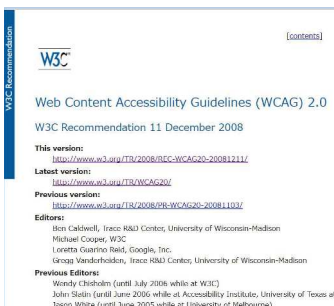 [contents]
W3C Recommendation
W3C
Web Content Accessibility Guidelines (WCAG) 2.0
W3C Recommendation 11 December 2008
This version:
http://www.w3.org/TR/2008/REC-WCAG20-20081211/
Latest version:
http://www.w3.org/TR/WCAG20/
Previous version:
http://www.w3.org/TR/2008/PR-WCAG20-20081103/
Editors:
Ben Caldwell, Trace R&D Center, University of Wisconsin-Madison
Michael Cooper, W3C
Loretta Guarino Reid, Google, Inc.
Gregg Vanderheiden, Trace R&D Center, University of Wisconsin-Madison
Previous Editors:
Wendy Chisholm (until July 2006 while at W3C)
John Slatin (until June 2006 while at Accessibility Institute, University of Texas at
Jason White (until June 2005 while at University of Melbourne)